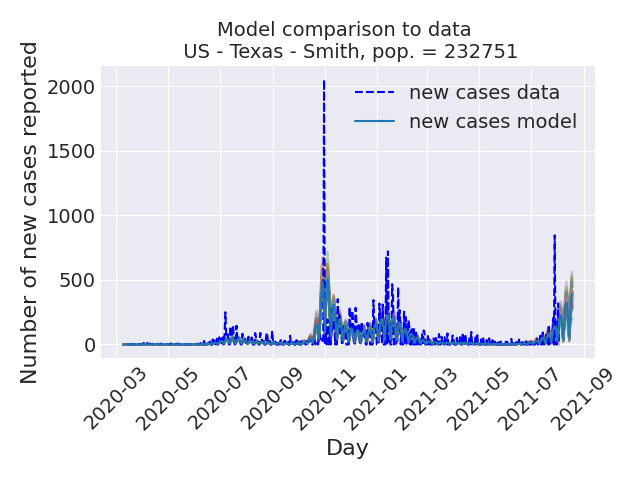 Model comparison to data
US - Texas - Smith, pop. = 232751
Number of new cases reported
2000
1500
1000
500
0
new cases data
new cases model
2020-03
2020-05
2020-07
2020-09
2020-11
2021-01
2021-03
2021-05
2021-07
2021-09
Day